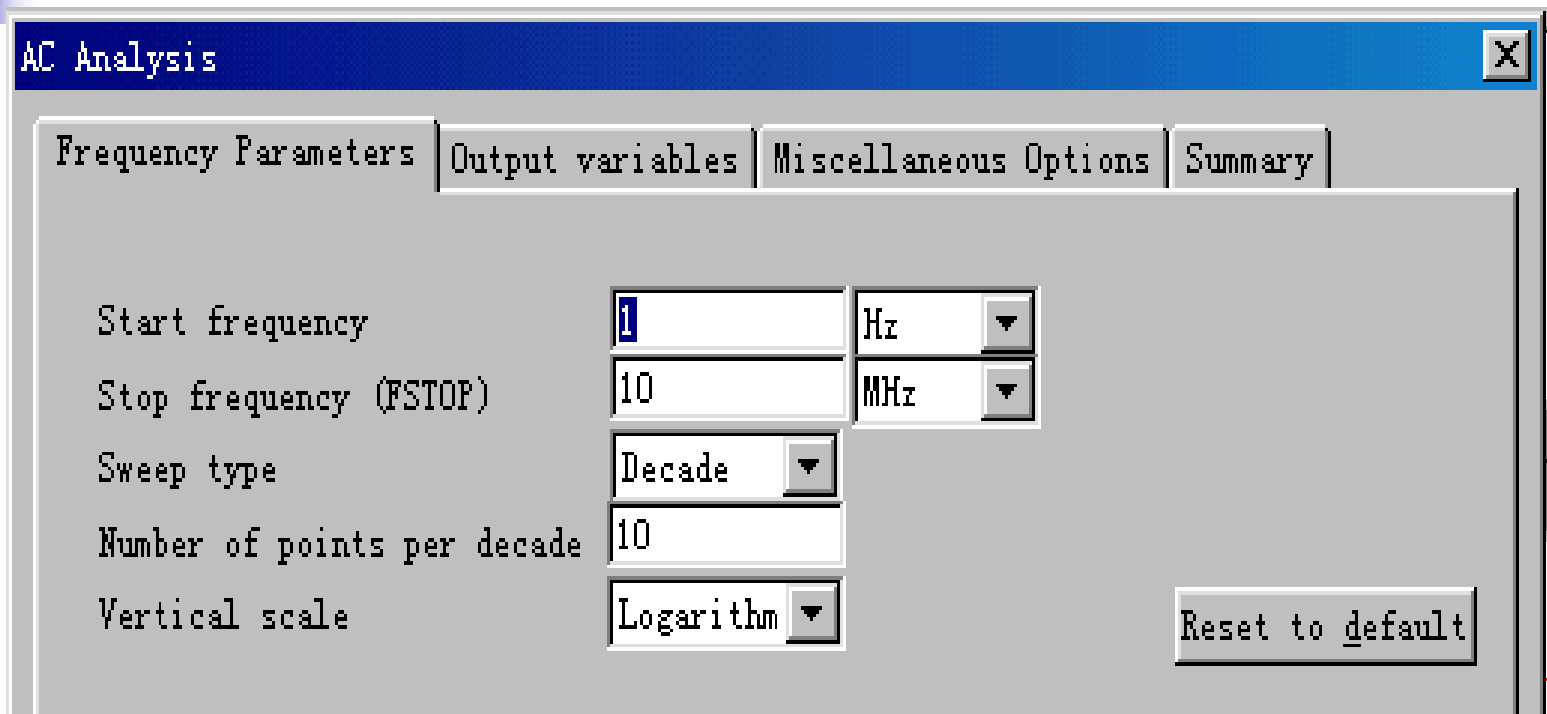 AC Analysis
Frequency Parameters Output variables Miscellaneous Options Summary
Start frequency 1 Hz
Stop frequency (FSTOP) 10 MHz
Sweep type Decade
Number of points per decade 10
Vertical scale Logarithm
Reset to default